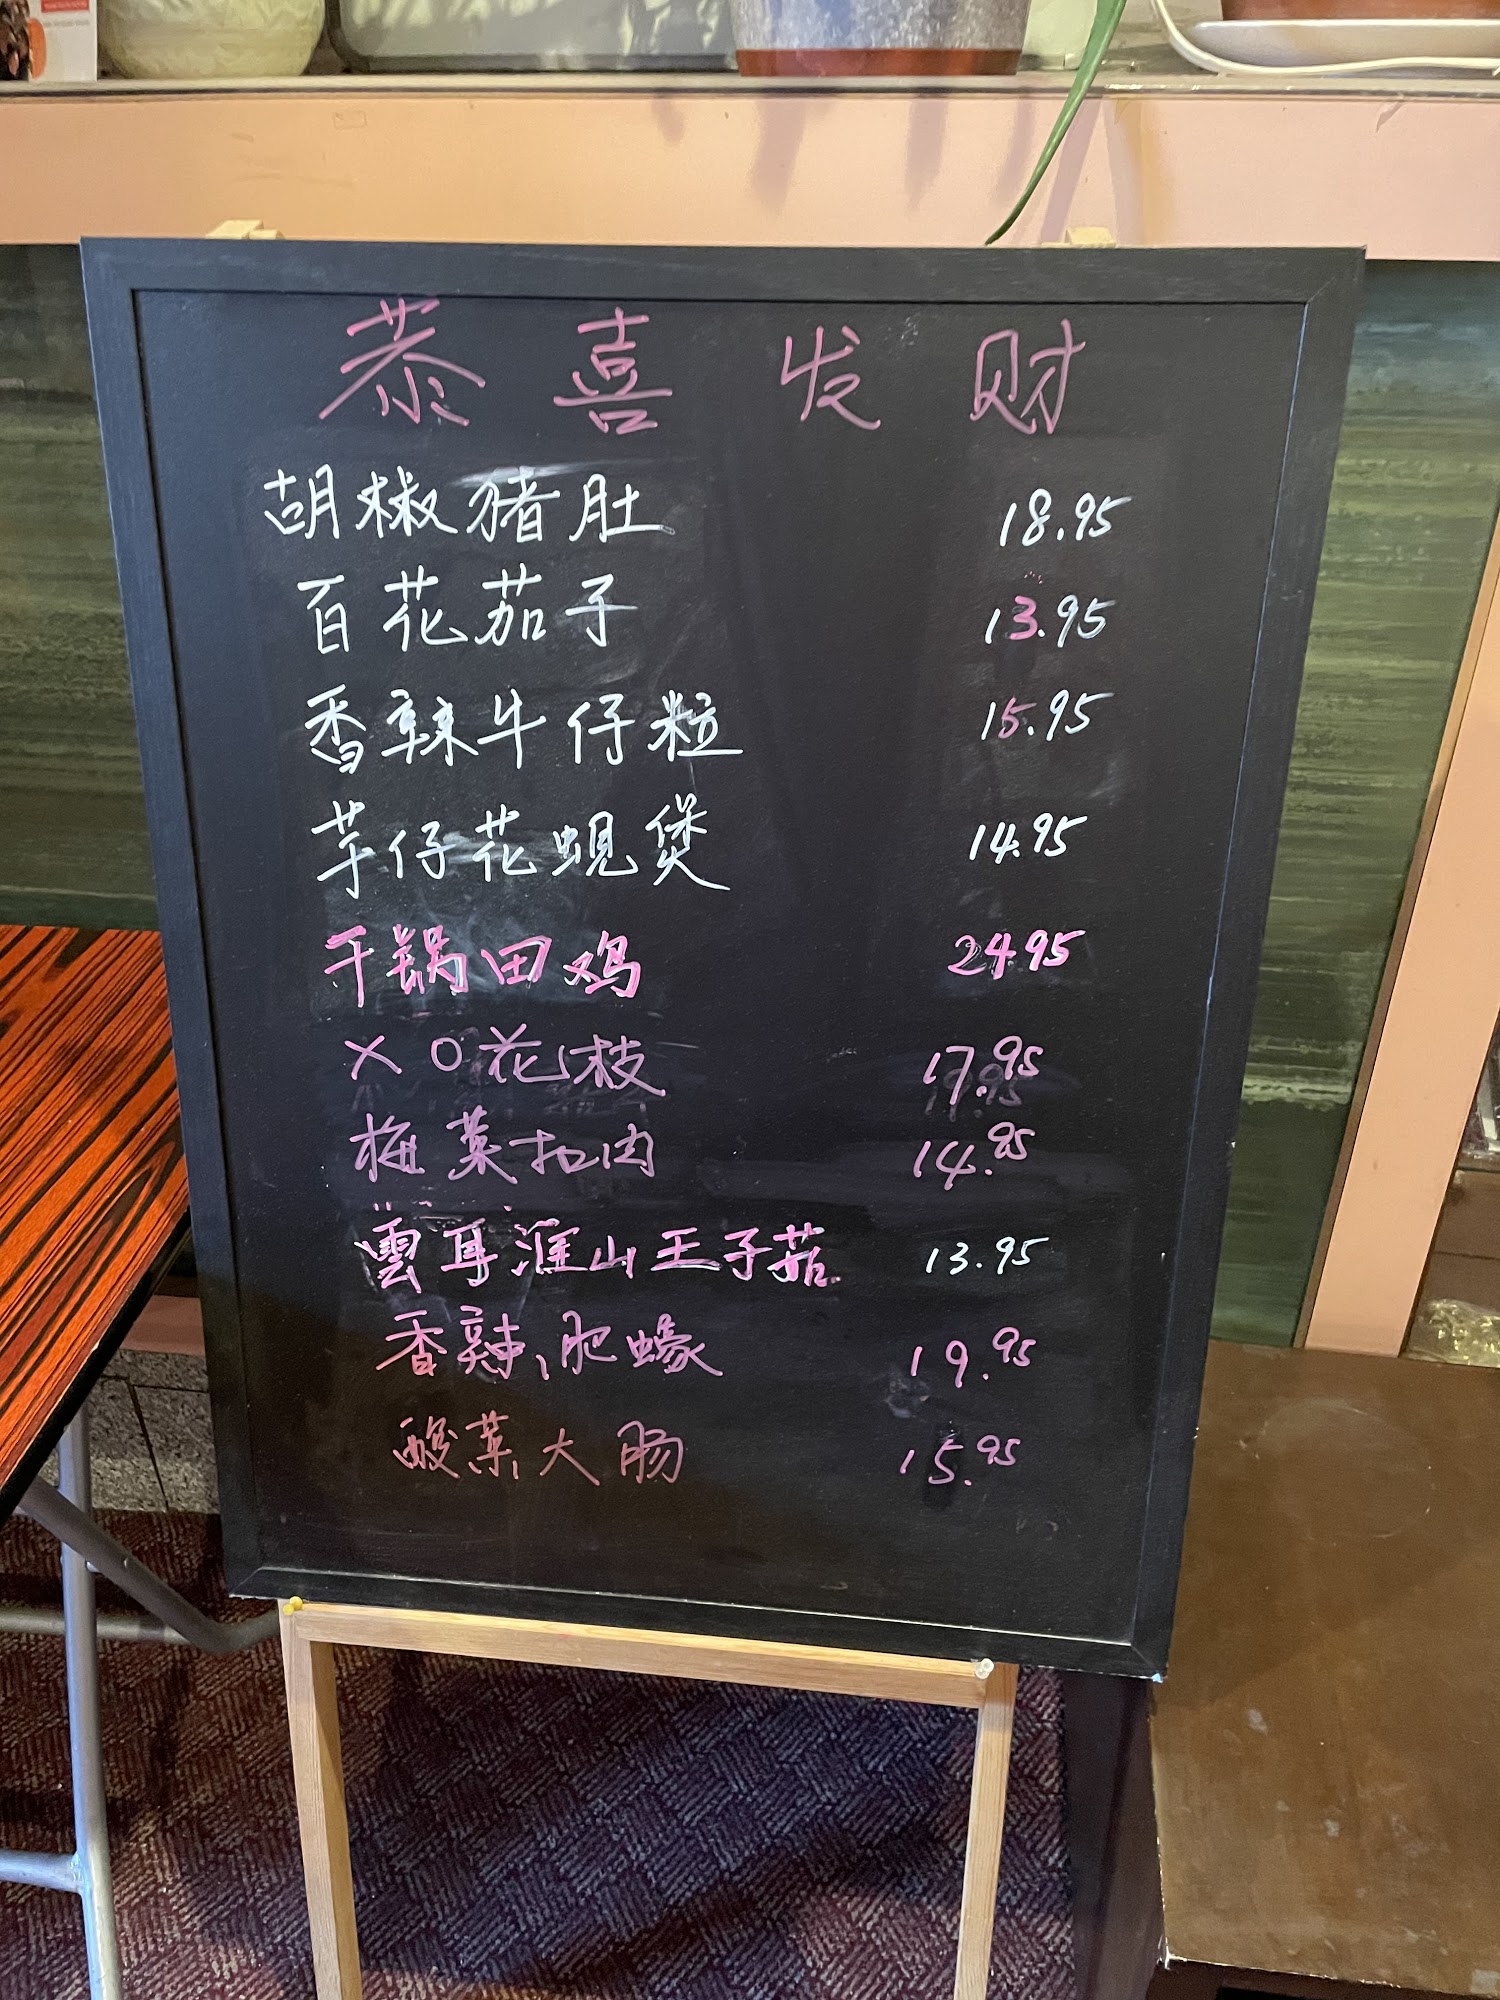 恭喜发财
胡椒猪肚 18.95
百花茄子 13.95
香辣牛仔粒 15.95
芋仔花蚬煲 14.95
干锅田鸡 24.95
XO花枝 17.95
梅菜扣肉 14.95
雲耳淮山王子菇 13.95
香辣肥蠔 19.95
酸菜大肠 15.95